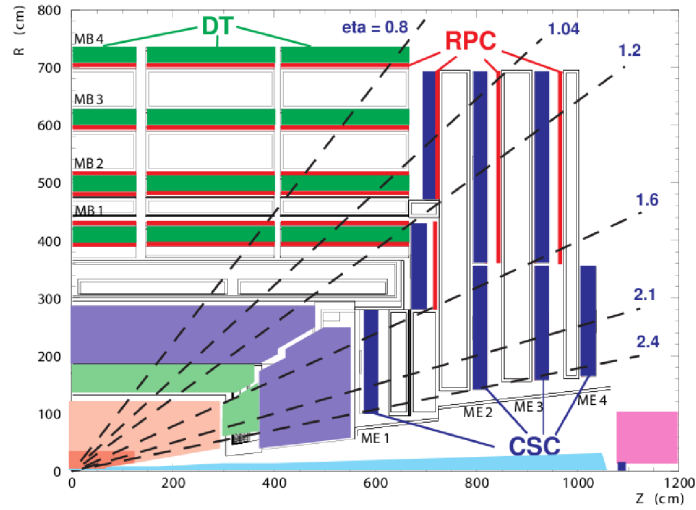 R (cm)
800
700
600
500
400
300
200
100
0
MB 4
MB 3
MB 2
MB 1
DT
eta = 0.8
RPC
1.04
1.2
1.6
2.1
2.4
ME 1
ME 2
ME 3
ME 4
CSC
0
200
400
600
800
1000
1200
Z (cm)